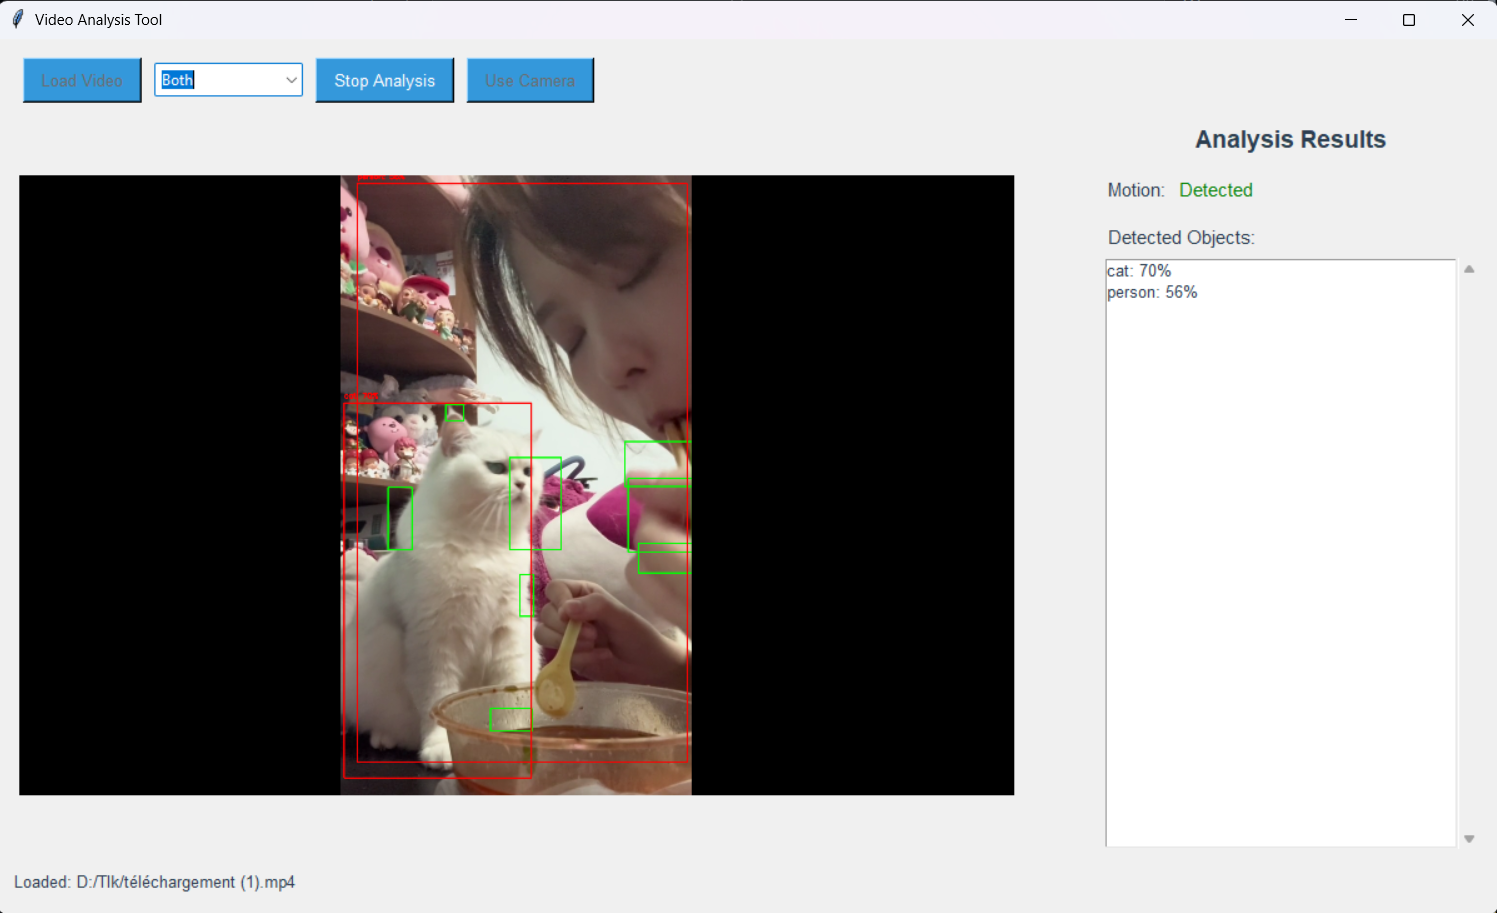 Video Analysis Tool
Load Video
Both
Stop Analysis
Use Camera
Analysis Results
Motion: Detected
Detected Objects:
cat: 70%
person: 56%
Loaded: D:/Tlk/téléchargement (1).mp4